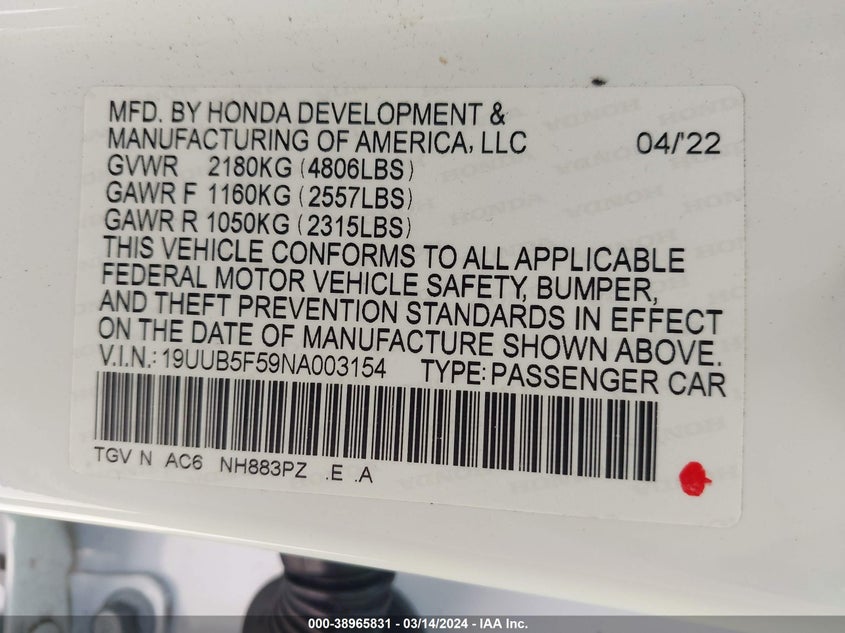 MFD. BY HONDA DEVELOPMENT &
MANUFACTURING OF AMERICA, LLC 04/'22
GVWR 2180KG (4806LBS)
GAWR F 1160KG (2557LBS)
GAWR R 1050KG (2315LBS)
THIS VEHICLE CONFORMS TO ALL APPLICABLE
FEDERAL MOTOR VEHICLE SAFETY, BUMPER,
AND THEFT PREVENTION STANDARDS IN EFFECT
ON THE DATE OF MANUFACTURE SHOWN ABOVE.
V.I.N.: 19UUB5F59NA003154 TYPE: PASSENGER CAR
TGV N AC6 NH883PZ .E .A
000-38965831 - 03/14/2024 - IAA Inc.